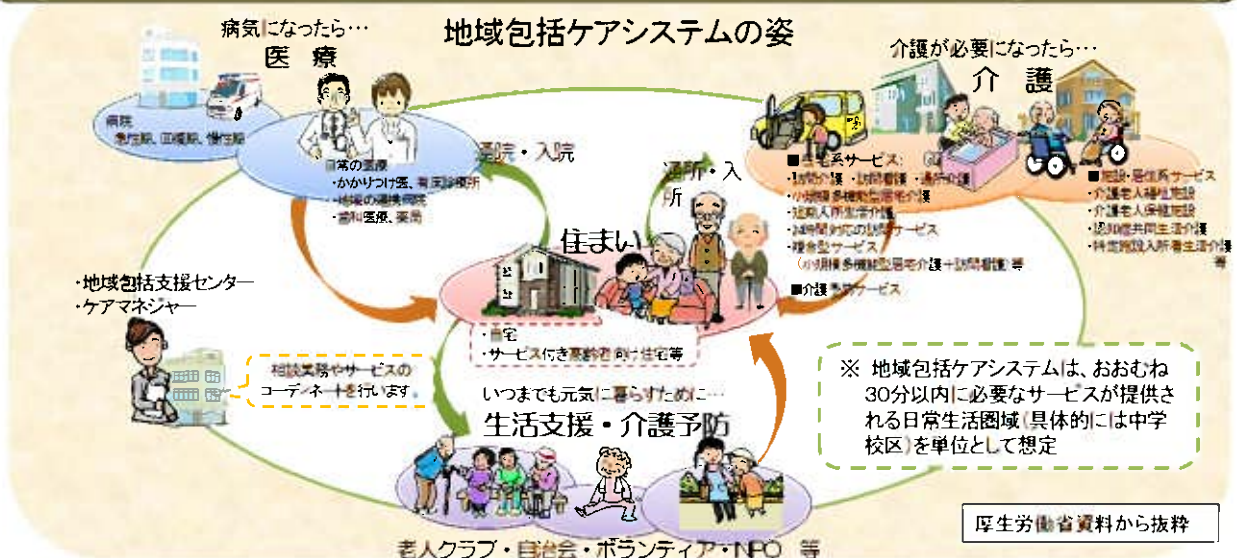 地域包括ケアシステムの姿
病気になったら…
医 療
病院
急性期、回復期、慢性期
日常の医療
・かかりつけ医、有床診療所
・地域の連携病院
・歯科医療、薬局
通院・入院
通所・入
所
介護が必要になったら…
介 護
■在宅系サービス:
・訪問介護 ・訪問看護 ・通所介護
・小規模多機能型居宅介護
・短期入所生活介護
・24時間対応の訪問サービス
・複合型サービス
(小規模多機能型居宅介護+訪問看護)等
■介護予防サービス
■施設・居住系サービス
・介護老人福祉施設
・介護老人保健施設
・認知症共同生活介護
・特定施設入所者生活介護
等
住まい
・自宅
・サービス付き高齢者向け住宅等
・地域包括支援センター
・ケアマネジャー
相談業務やサービスの
コーディネートを行います。
いつまでも元気に暮らすために…
生活支援・介護予防
老人クラブ・自治会・ボランティア・NPO 等
※ 地域包括ケアシステムは、おおむね
30分以内に必要なサービスが提供さ
れる日常生活圏域(具体的には中学
校区)を単位として想定
厚生労働省資料から抜粋